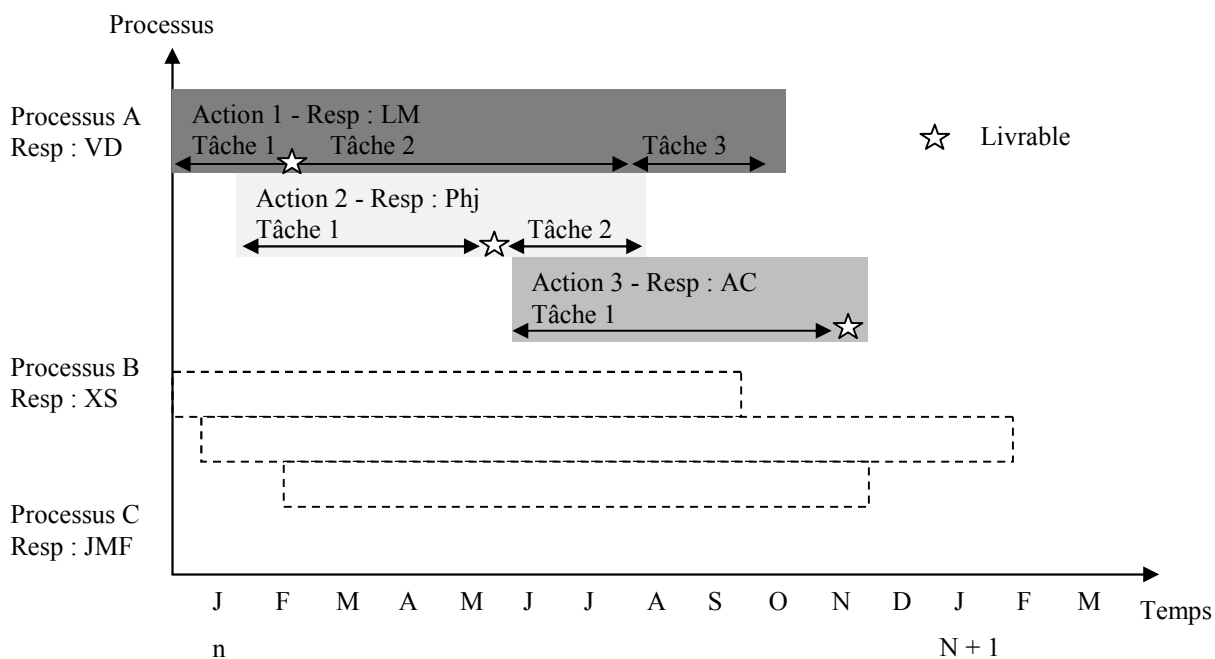 Processus
Processus A
Resp : VD
Action 1 - Resp : LM
Tâche 1 Tâche 2 Tâche 3
Livrable
Action 2 - Resp : Phj
Tâche 1 Tâche 2
Action 3 - Resp : AC
Tâche 1
Processus B
Resp : XS
Processus C
Resp : JMF
J F M A M J J A S O N D J F M
Temps
n N + 1